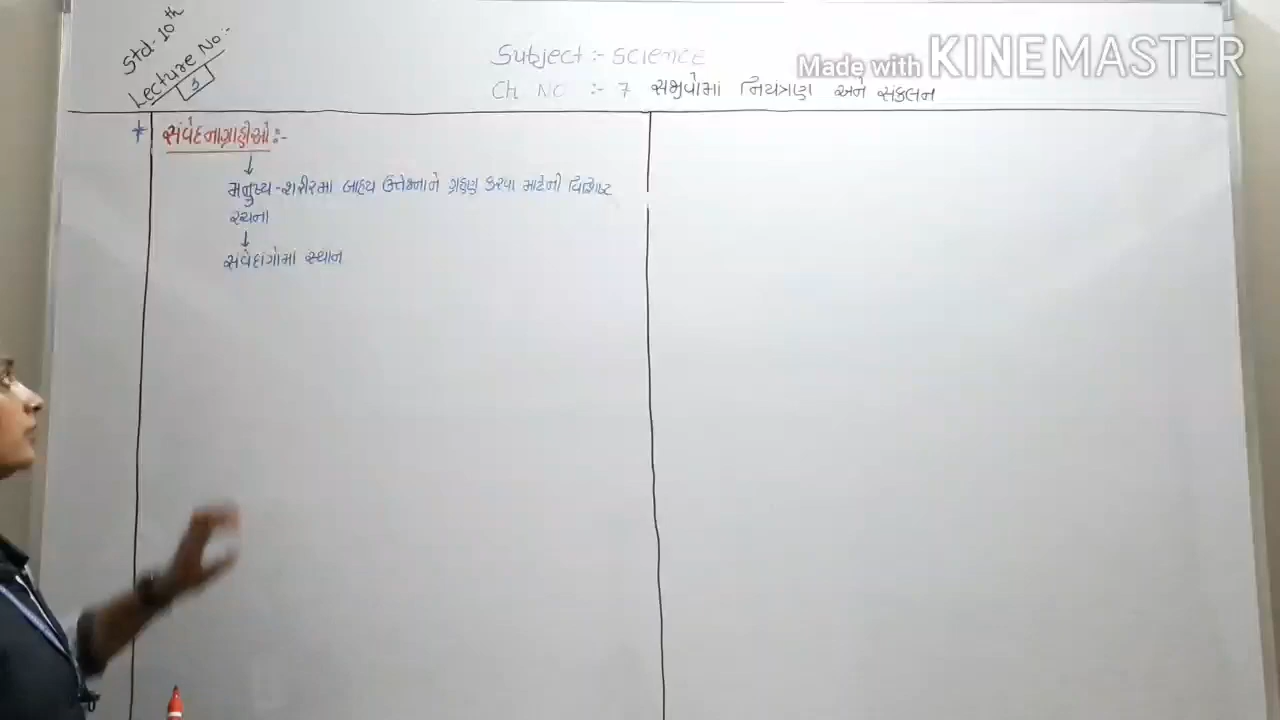 Std- 10th
Lecture No:-
3
Subject :- Science
Made with KINEMASTER
Ch No :- 7 સજીવોમાં નિયંત્રણ અને સંકલન
* સંવેદનાગ્રાહીઓ:-
↓
મનુષ્ય-શરીરમાં બાહ્ય ઉત્તેજનાને ગ્રહણ કરવા માટેની વિશિષ્ટ
રચના
↓
સંવેદાંગોમાં સ્થાન